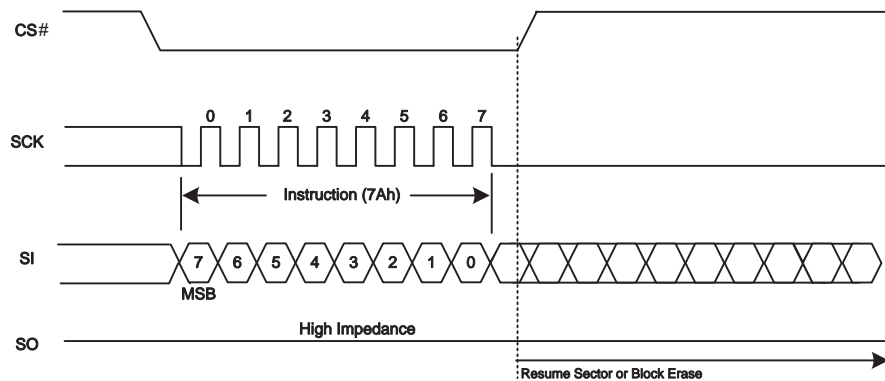 CS#
0 1 2 3 4 5 6 7
SCK
Instruction (7Ah)
SI
7 6 5 4 3 2 1 0
MSB
High Impedance
SO
Resume Sector or Block Erase